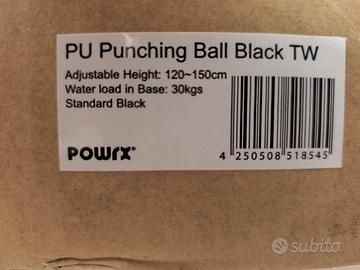 PU Punching Ball Black TW
Adjustable Height: 120~150cm
Water load in Base: 30kgs
Standard Black
POWRX
4 250508 518545
subito